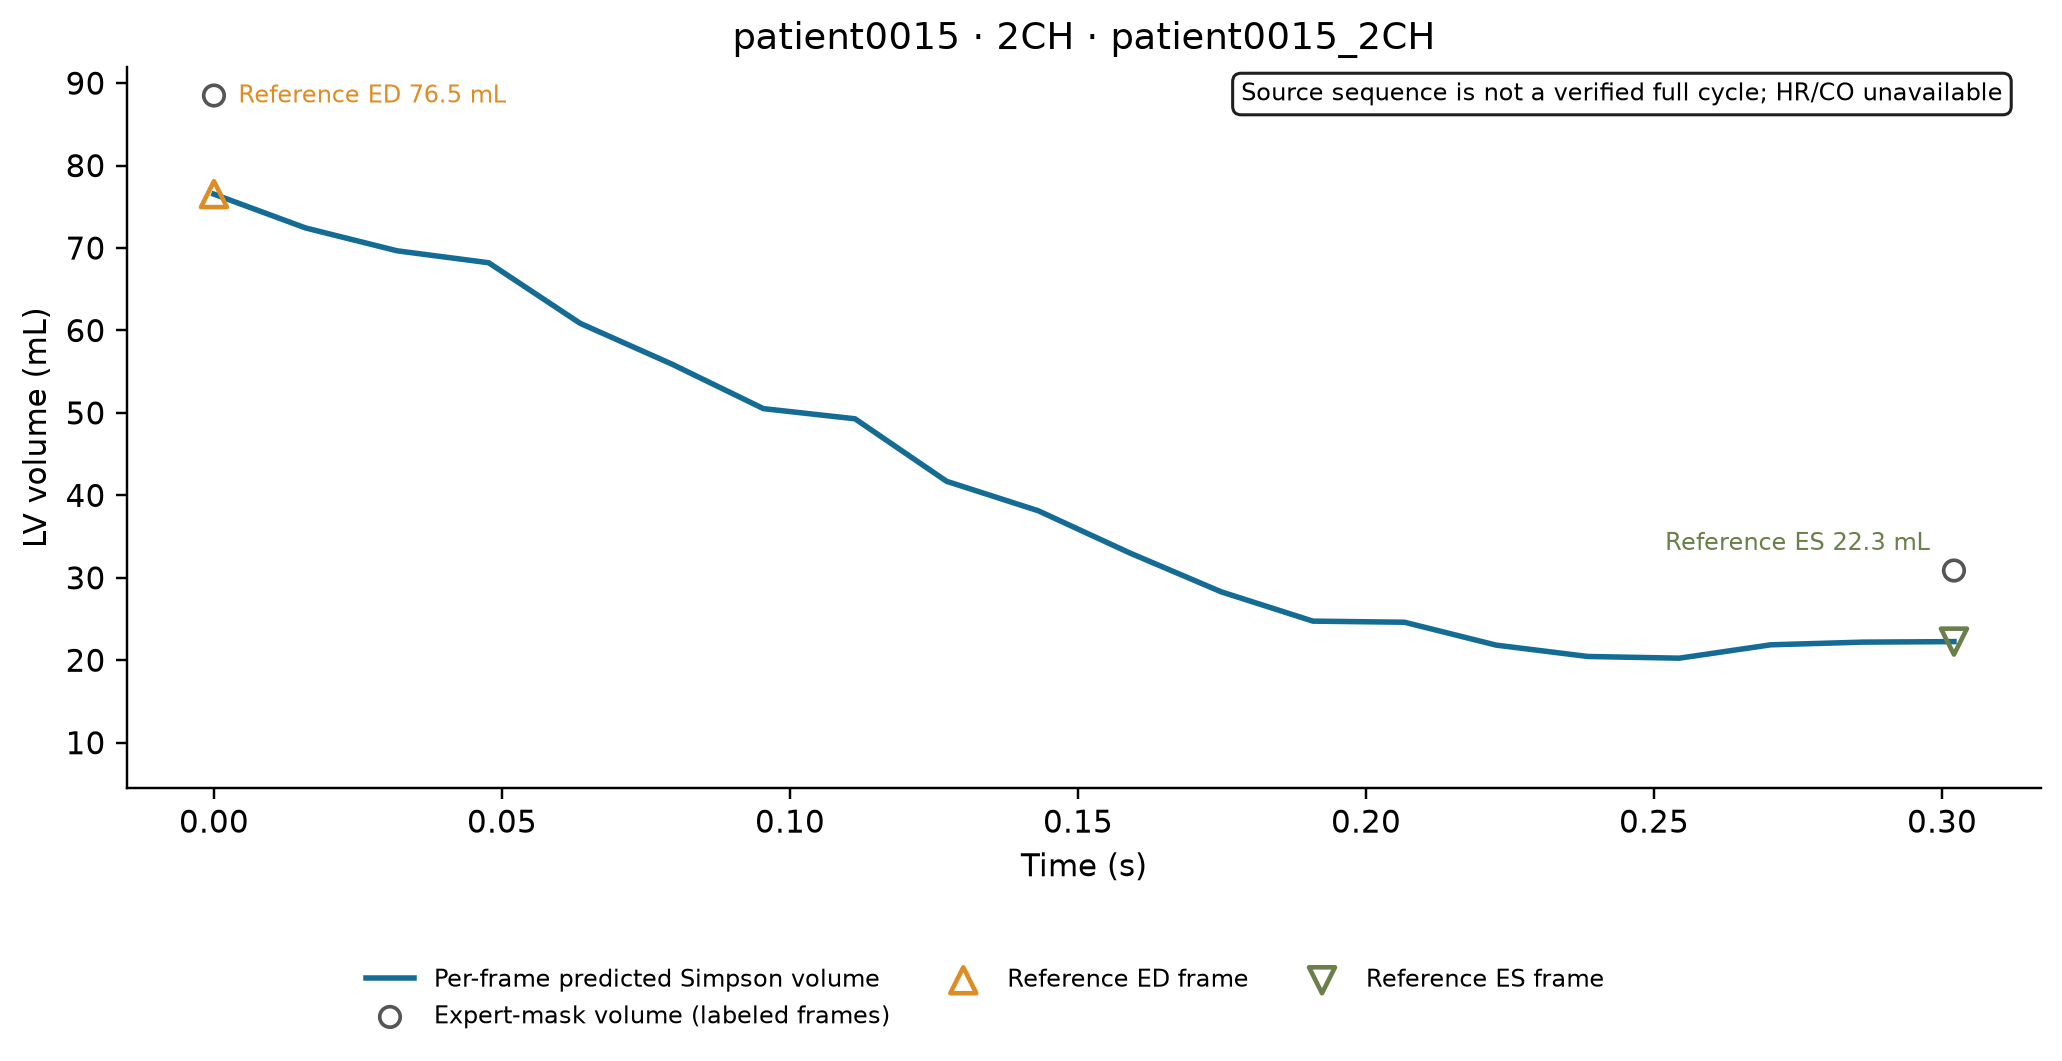 patient0015 · 2CH · patient0015_2CH
Reference ED 76.5 mL
Source sequence is not a verified full cycle; HR/CO unavailable
90
80
70
60
50
40
30
20
10
LV volume (mL)
Reference ES 22.3 mL
0.00 0.05 0.10 0.15 0.20 0.25 0.30
Time (s)
Per-frame predicted Simpson volume
Expert-mask volume (labeled frames)
Reference ED frame
Reference ES frame